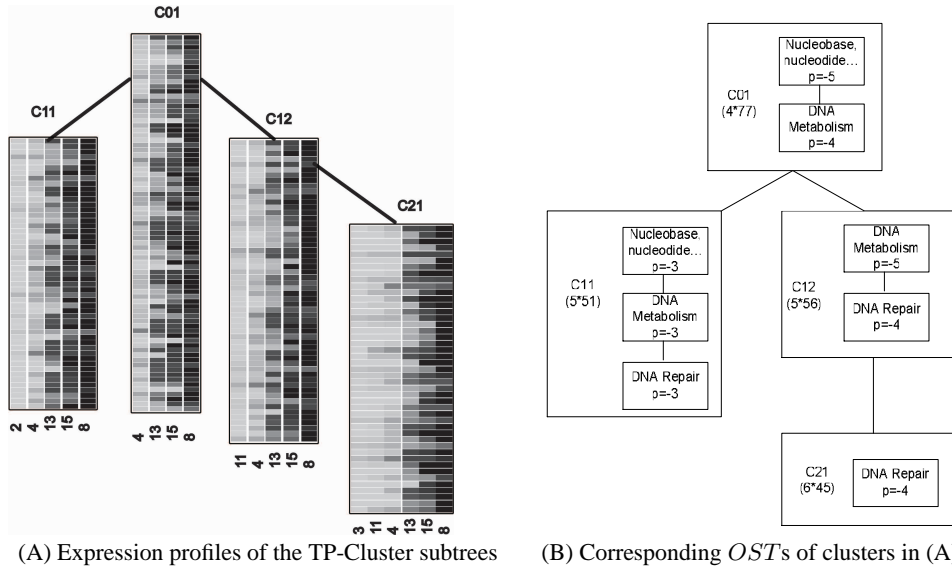 C01
C11
C12
C21
2 4 13 15 8
4 13 15 8
11 4 13 15 8
3 11 4 13 15 8
(A) Expression profiles of the TP-Cluster subtrees
C01
(4*77)
Nucleobase,
nucleodide...
p=-5
DNA
Metabolism
p=-4
C11
(5*51)
Nucleobase,
nucleodide...
p=-3
DNA
Metabolism
p=-3
DNA Repair
p=-3
C12
(5*56)
DNA
Metabolism
p=-5
DNA Repair
p=-4
C21
(6*45)
DNA Repair
p=-4
(B) Corresponding OSTs of clusters in (A